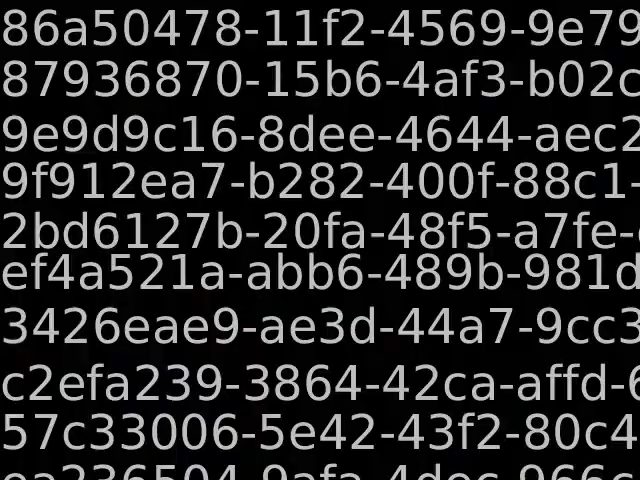 86a50478-11f2-4569-9e79
87936870-15b6-4af3-b02c
9e9d9c16-8dee-4644-aec2
9f912ea7-b282-400f-88c1-
2bd6127b-20fa-48f5-a7fe-
ef4a521a-abb6-489b-981d
3426eae9-ae3d-44a7-9cc3
c2efa239-3864-42ca-affd-6
57c33006-5e42-43f2-80c4